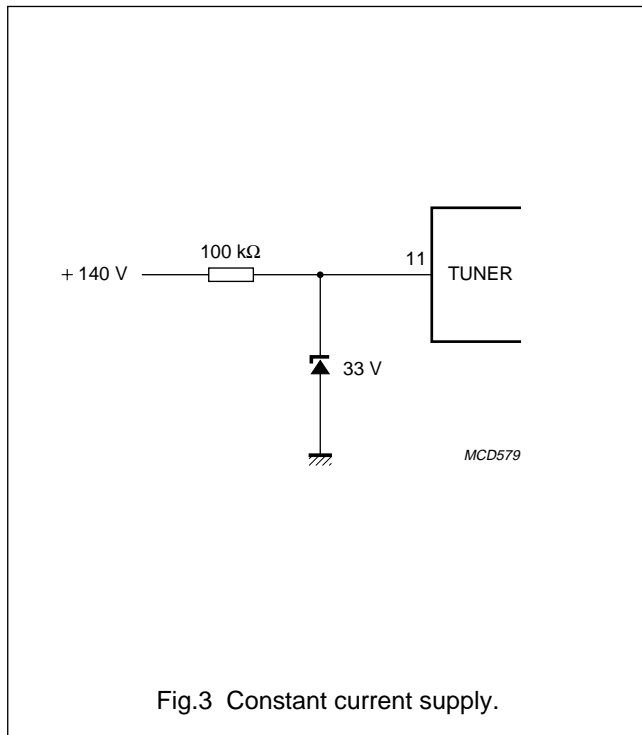 100 kΩ
+ 140 V
11
TUNER
33 V
MCD579
Fig.3 Constant current supply.